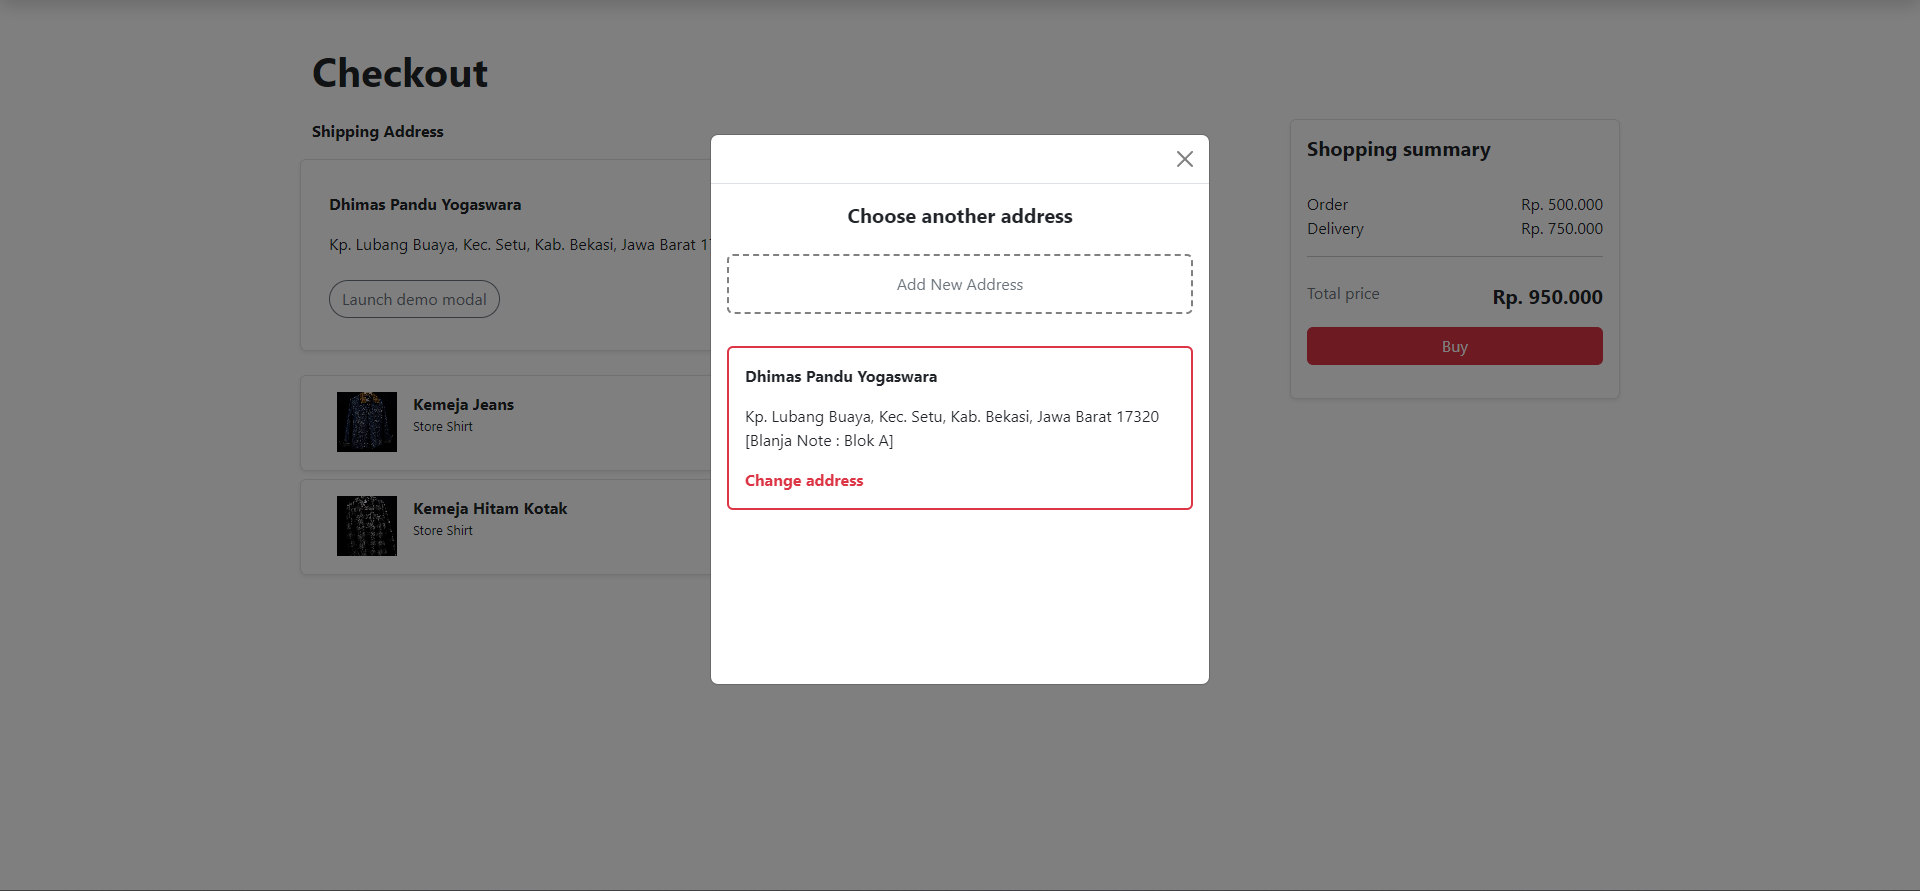 Checkout
Shipping Address
Dhimas Pandu Yogaswara
Kp. Lubang Buaya, Kec. Setu, Kab. Bekasi, Jawa Barat
Launch demo modal
Kemeja Jeans
Store Shirt
Kemeja Hitam Kotak
Store Shirt
Choose another address
Add New Address
Dhimas Pandu Yogaswara
Kp. Lubang Buaya, Kec. Setu, Kab. Bekasi, Jawa Barat 17320
[Blanja Note : Blok A]
Change address
Shopping summary
Order Rp. 500.000
Delivery Rp. 750.000
Total price Rp. 950.000
Buy